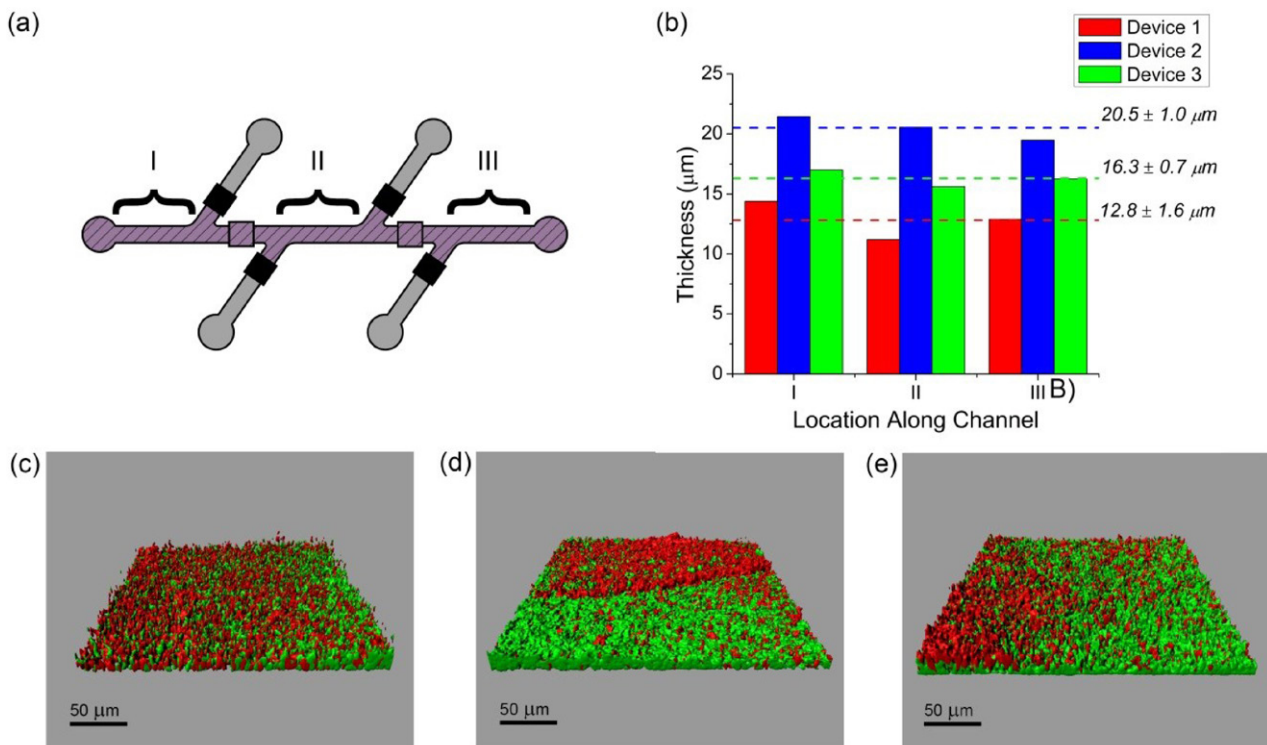 (a)
I
II
III
(b)
Device 1
Device 2
Device 3
25
20
15
10
5
0
Thickness (μm)
20.5 ± 1.0 μm
16.3 ± 0.7 μm
12.8 ± 1.6 μm
I
II
III B)
Location Along Channel
(c)
50 μm
(d)
50 μm
(e)
50 μm